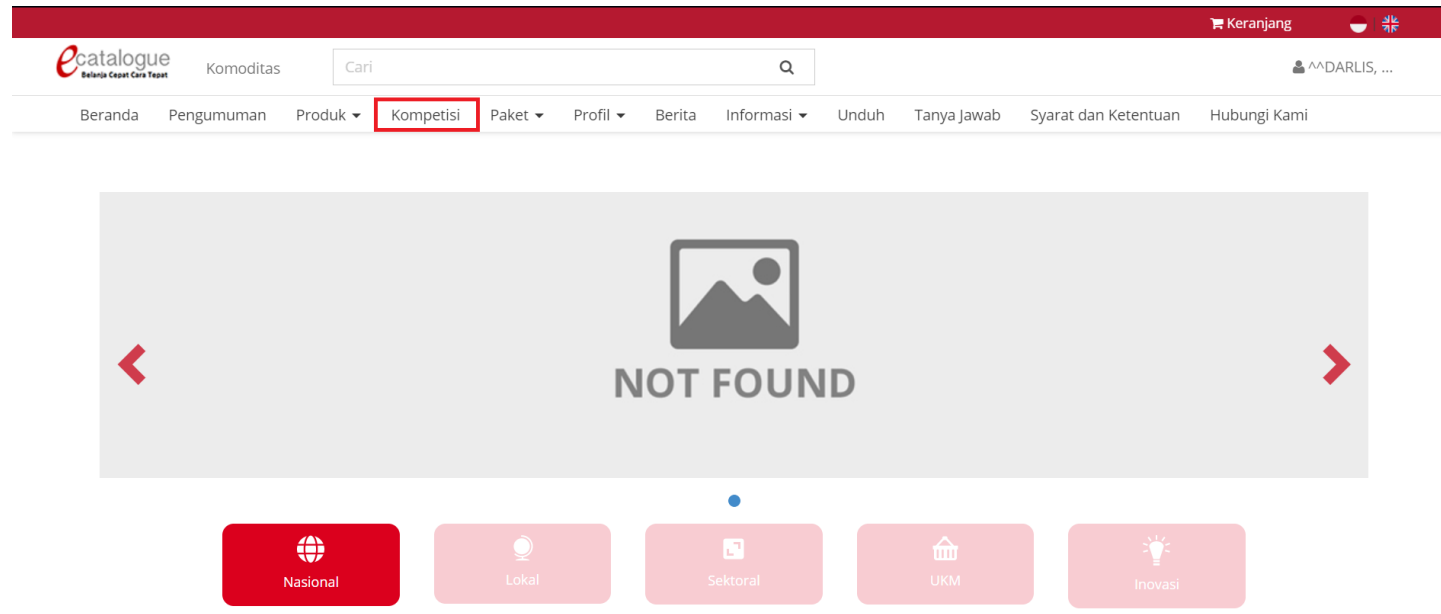 Keranjang
ecatalogue
Belanja Cepat Cara Tepat
Komoditas
Cari
^^DARLIS, ...
Beranda Pengumuman Produk Kompetisi Paket Profil Berita Informasi Unduh Tanya Jawab Syarat dan Ketentuan Hubungi Kami
NOT FOUND
Nasional Lokal Sektoral UKM Inovasi